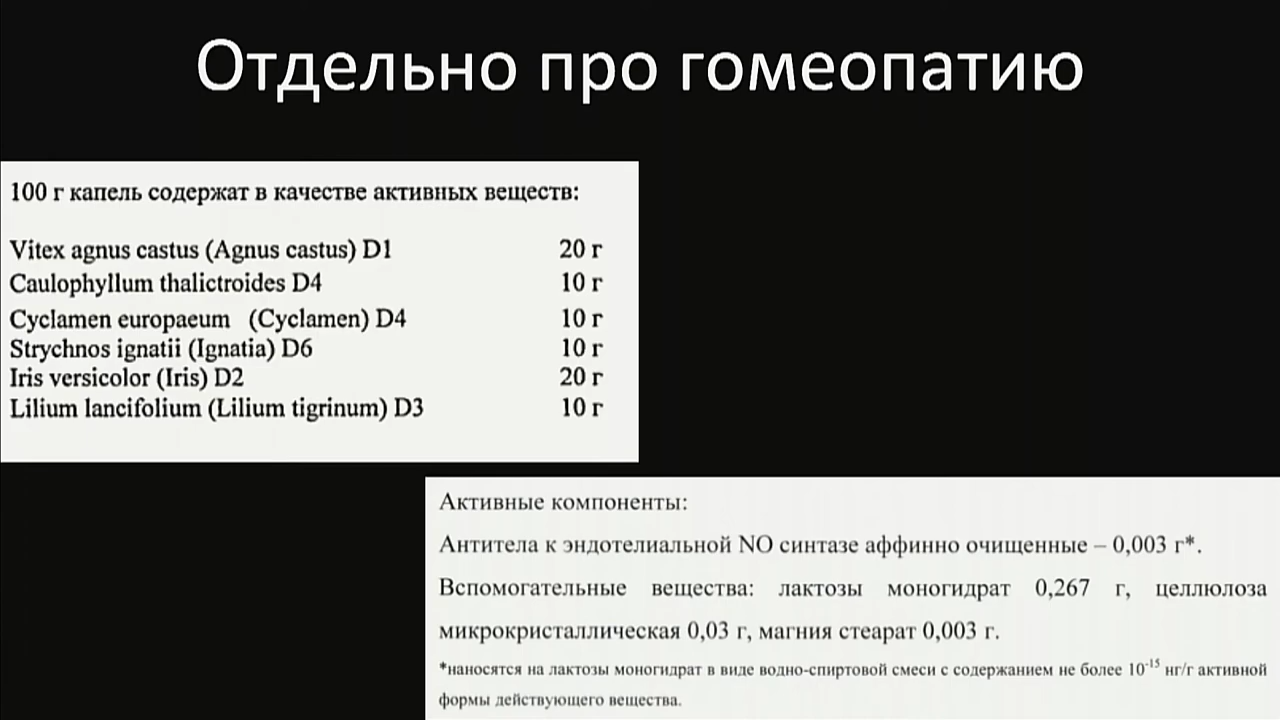 Отдельно про гомеопатию
100 г капель содержат в качестве активных веществ:
Vitex agnus castus (Agnus castus) D1 20 г
Caulophyllum thalictroides D4 10 г
Cyclamen europaeum (Cyclamen) D4 10 г
Strychnos ignatii (Ignatia) D6 10 г
Iris versicolor (Iris) D2 20 г
Lilium lancifolium (Lilium tigrinum) D3 10 г
Активные компоненты:
Антитела к эндотелиальной NO синтазе аффинно очищенные – 0,003 г*.
Вспомогательные вещества: лактозы моногидрат 0,267 г, целлюлоза
микрокристаллическая 0,03 г, магния стеарат 0,003 г.
*наносятся на лактозы моногидрат в виде водно-спиртовой смеси с содержанием не более 10⁻¹⁵ нг/г активной
формы действующего вещества.